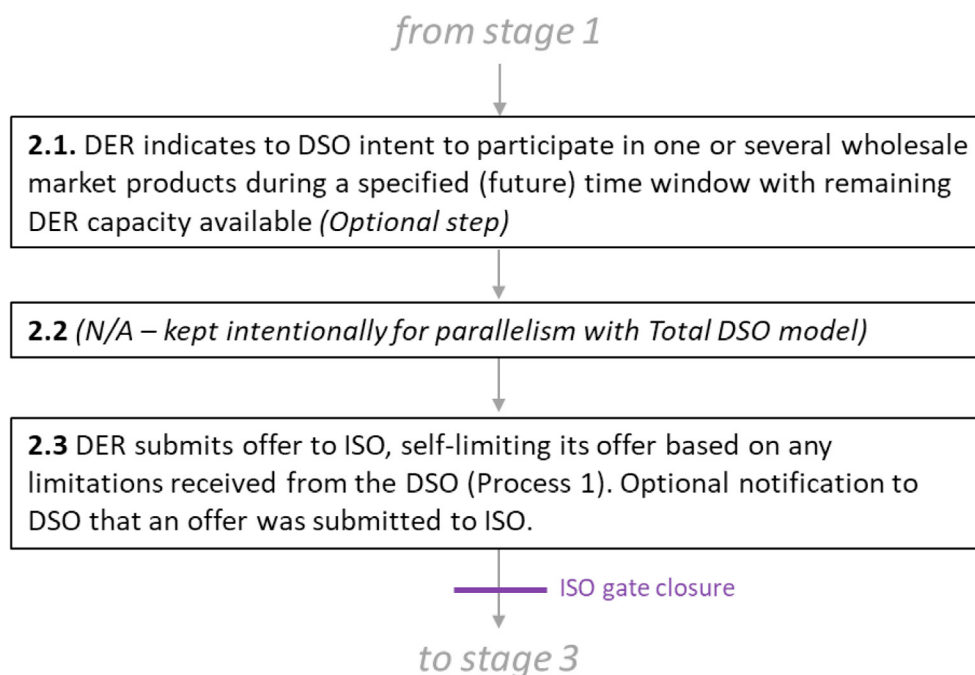 from stage 1
2.1. DER indicates to DSO intent to participate in one or several wholesale
market products during a specified (future) time window with remaining
DER capacity available (Optional step)
2.2 (N/A – kept intentionally for parallelism with Total DSO model)
2.3 DER submits offer to ISO, self-limiting its offer based on any
limitations received from the DSO (Process 1). Optional notification to
DSO that an offer was submitted to ISO.
ISO gate closure
to stage 3